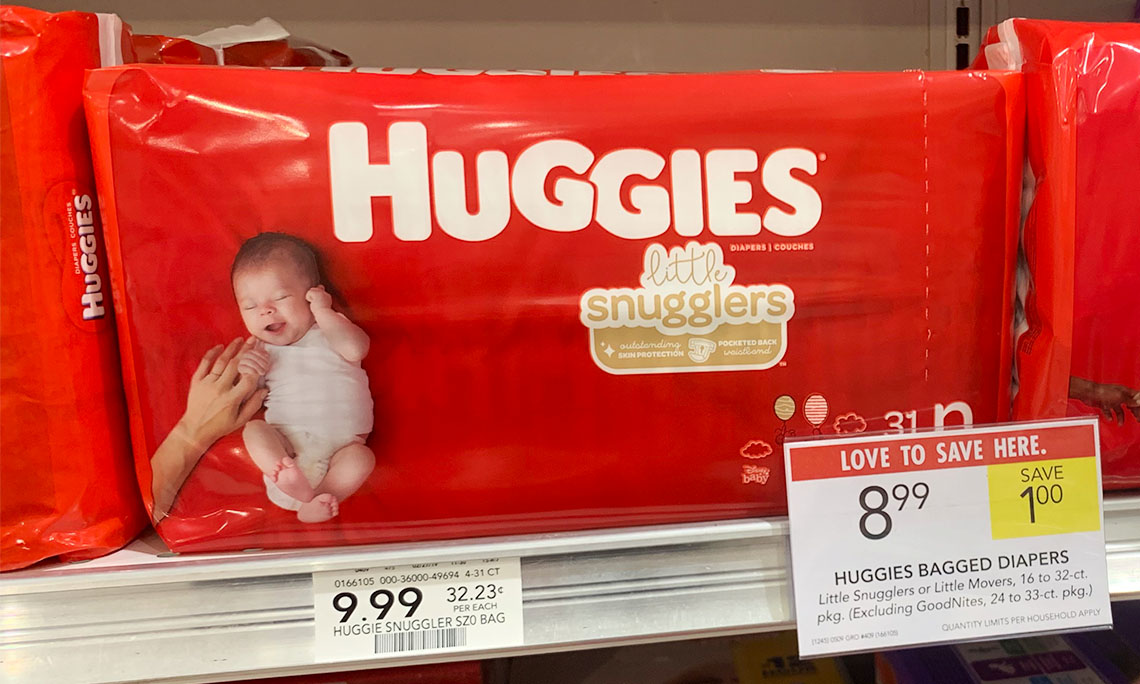 HUGGIES
DIAPERS | COUCHES
HUGGIES®
DIAPERS | COUCHES
little
snugglers
outstanding
SKIN PROTECTION
POCKETED BACK
waistband
31
Disney
baby
LOVE TO SAVE HERE.
8 99
SAVE
1 00
HUGGIES BAGGED DIAPERS
Little Snugglers or Little Movers, 16 to 32-ct.
pkg. (Excluding GoodNites, 24 to 33-ct. pkg.)
QUANTITY LIMITS PER HOUSEHOLD APPLY
0166105 000-36000-49694 4-31 CT
9.99
32.23¢
PER EACH
HUGGIE SNUGGLER SZ0 BAG